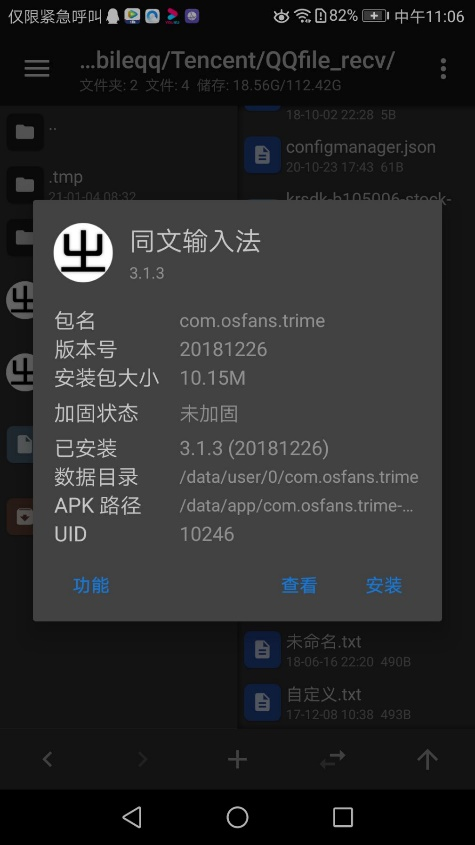 仅限紧急呼叫 82% 中午11:06
...bileqq/Tencent/QQfile_recv/
文件夹: 2 文件: 4 储存: 18.56G/112.42G
..
18-10-02 22:28 5B
configmanager.json
20-10-23 17:43 61B
.tmp
21-01-04 08:32
krsdk-b105006-stock-
同文输入法
3.1.3
包名 com.osfans.trime
版本号 20181226
安装包大小 10.15M
加固状态 未加固
已安装 3.1.3 (20181226)
数据目录 /data/user/0/com.osfans.trime
APK 路径 /data/app/com.osfans.trime-...
UID 10246
功能 查看 安装
未命名.txt
18-06-16 22:20 490B
自定义.txt
17-12-08 10:38 493B